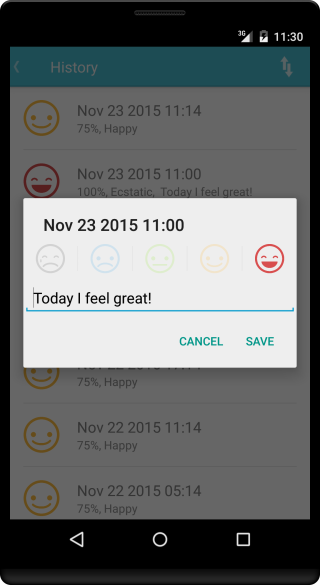 3G 11:30
History
Nov 23 2015 11:14
75%, Happy
Nov 23 2015 11:00
100%, Ecstatic, Today I feel great!
Nov 23 2015 11:00
Today I feel great!
CANCEL SAVE
75%, Happy
Nov 22 2015 11:14
75%, Happy
Nov 22 2015 05:14
75%, Happy